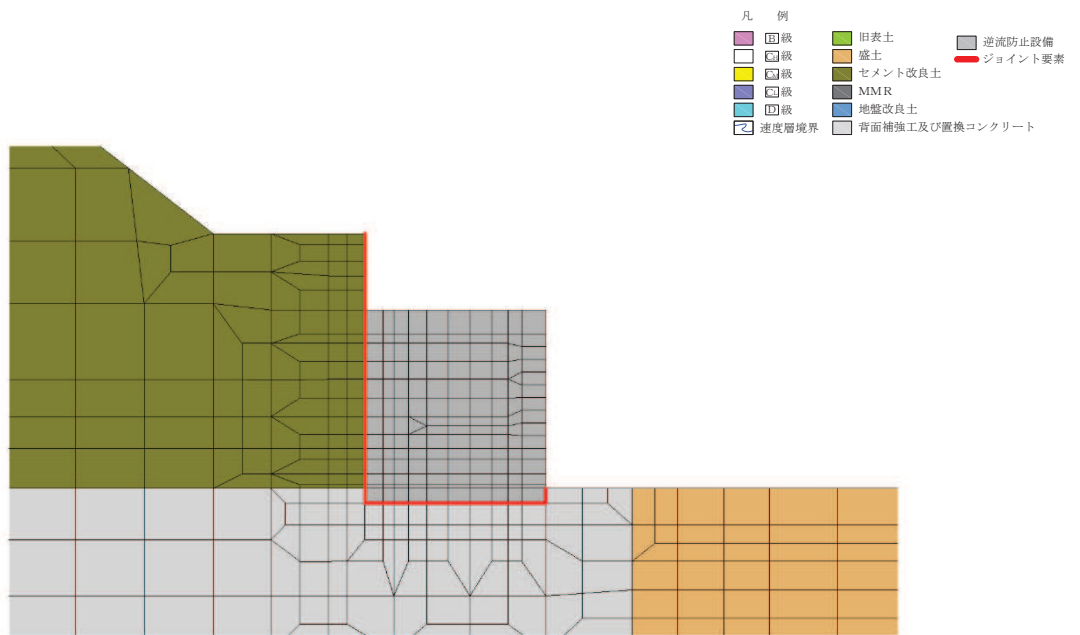 凡 例
B級
CH級
CM級
CL級
D級
速度層境界
旧表土
盛土
セメント改良土
MMR
地盤改良土
背面補強工及び置換コンクリート
逆流防止設備
ジョイント要素